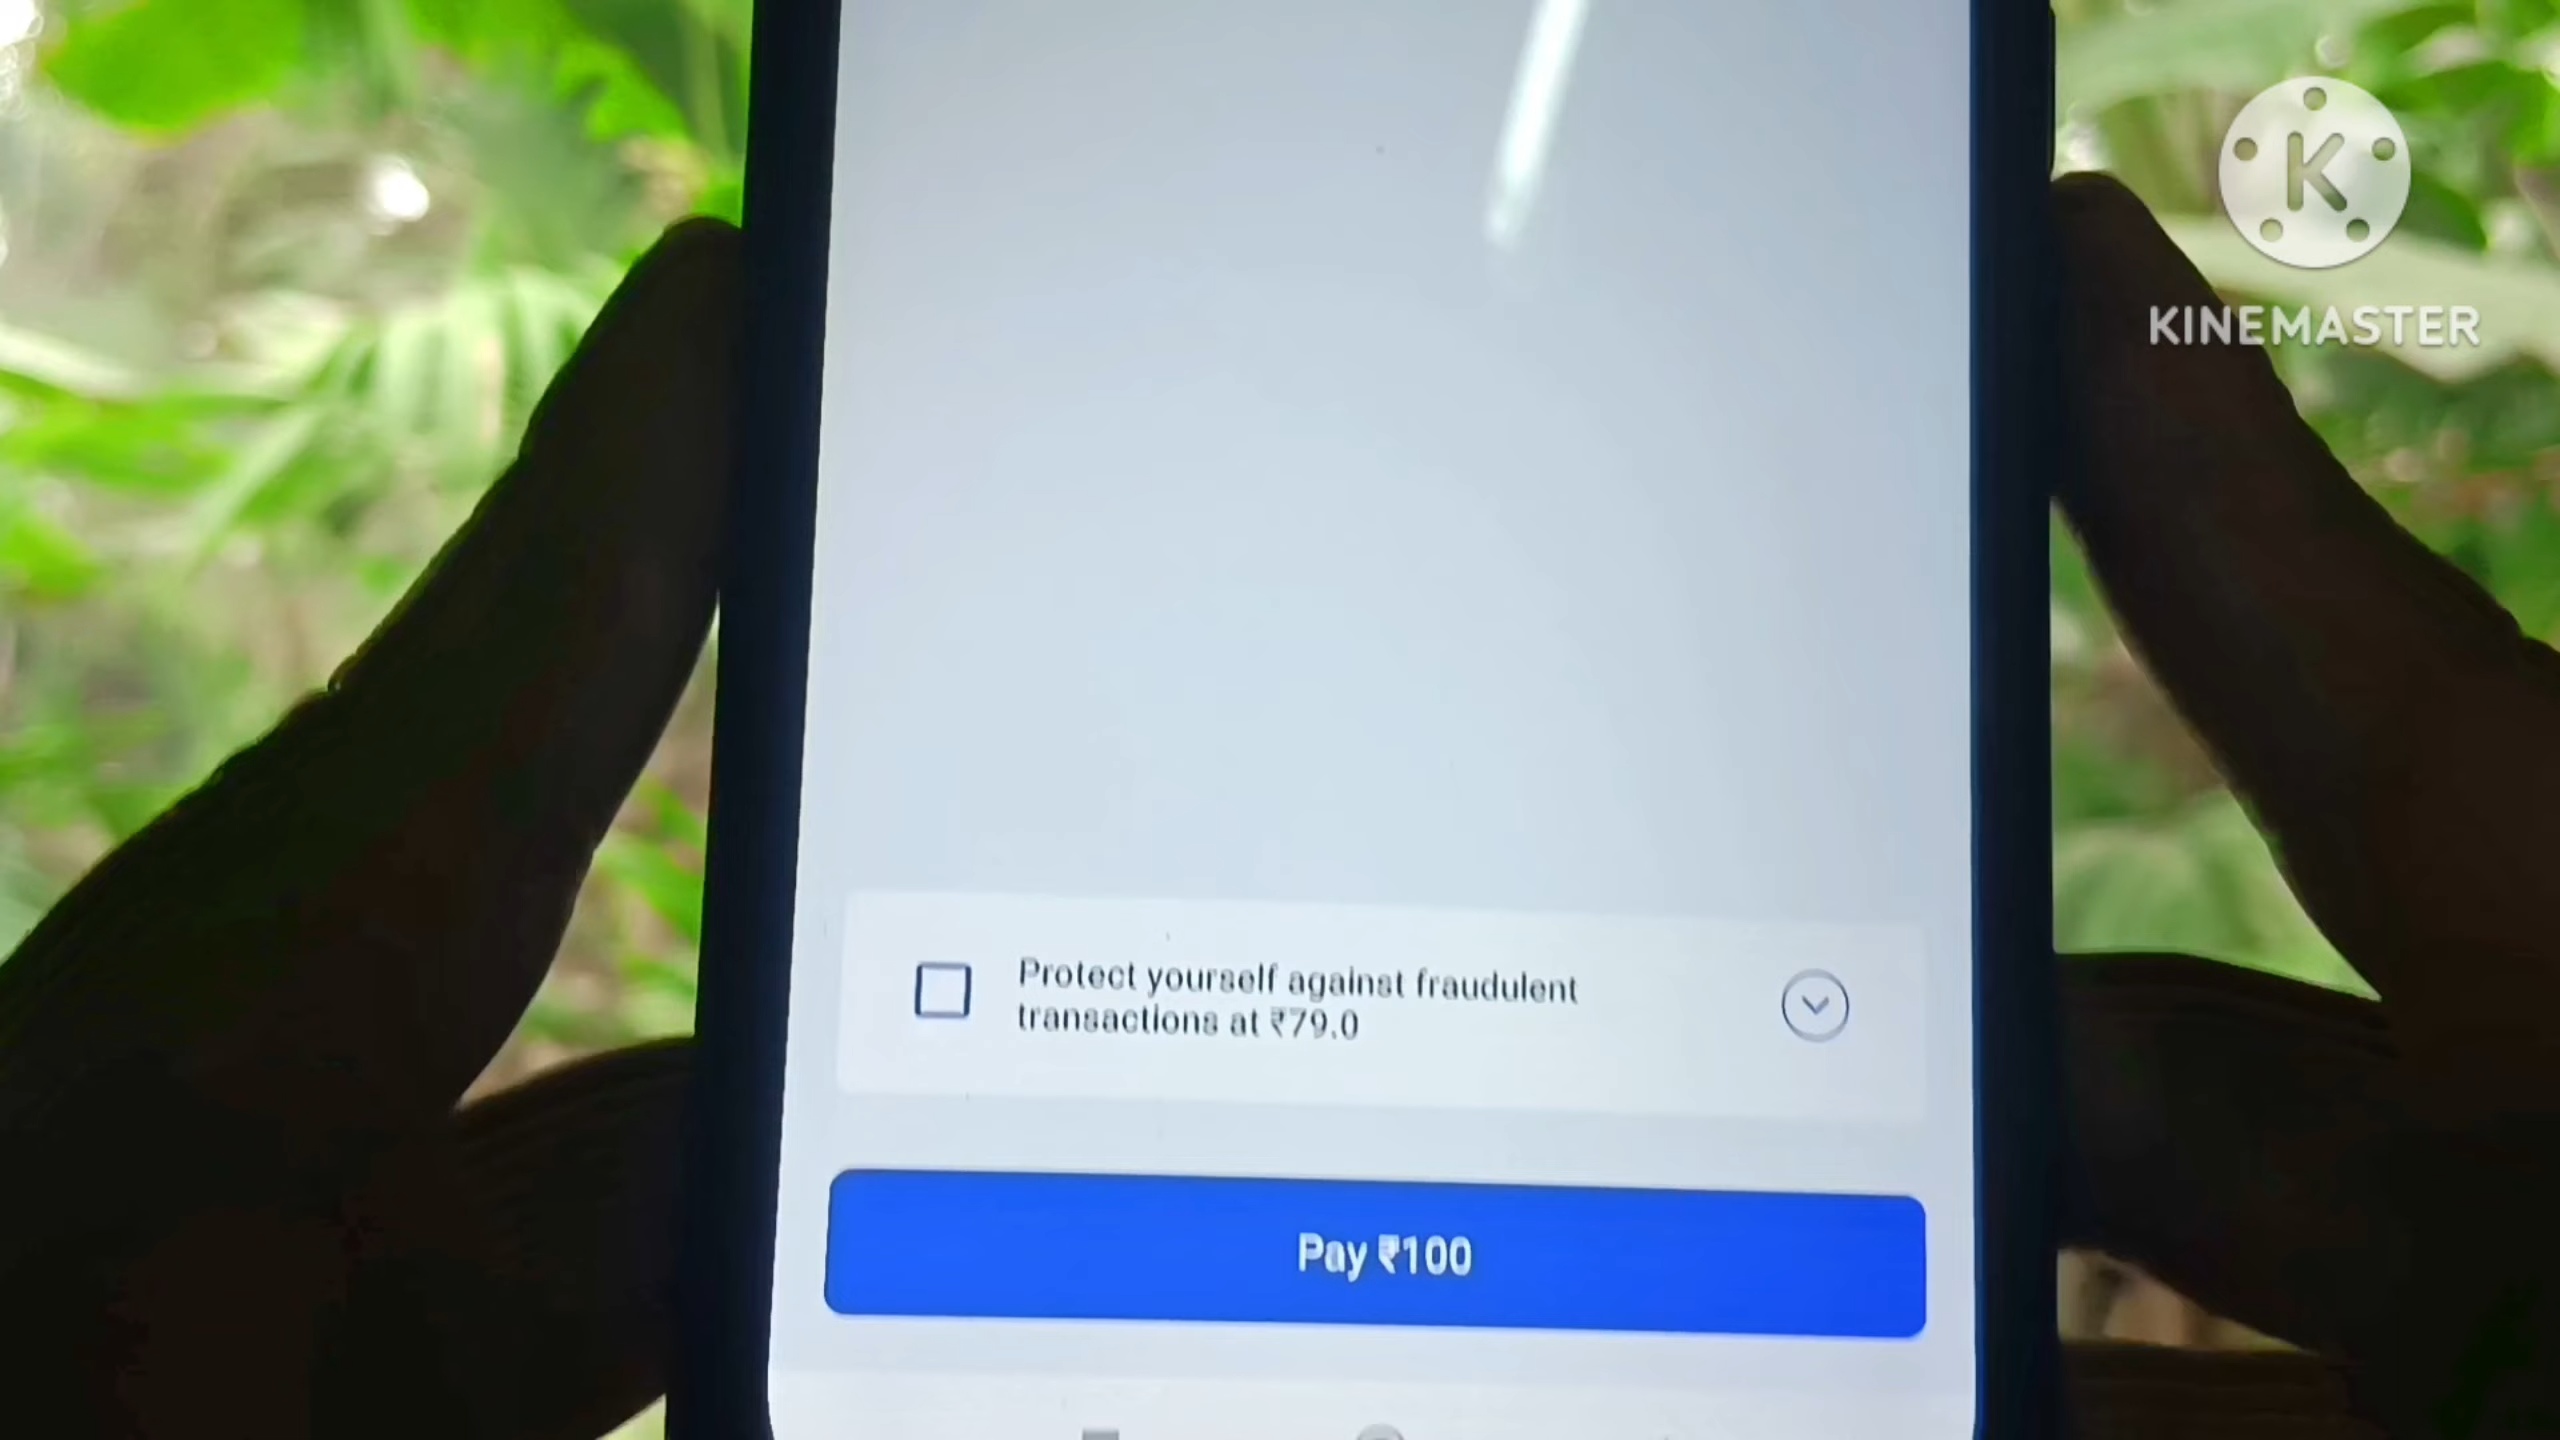 K
KINEMASTER
Protect yourself against fraudulent
transactions at ₹79.0
Pay ₹100